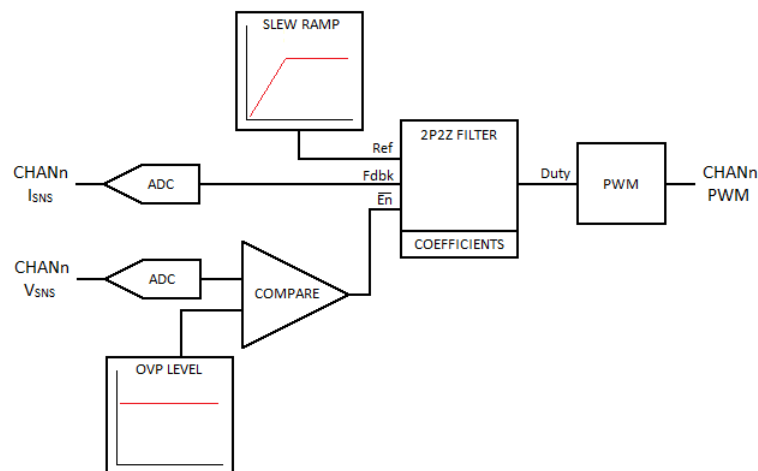 SLEW RAMP
2P2Z FILTER
Ref
CHANn
ISNS
ADC
Fdbk
Duty
PWM
CHANn
PWM
En
COEFFICIENTS
CHANn
VSNS
ADC
COMPARE
OVP LEVEL